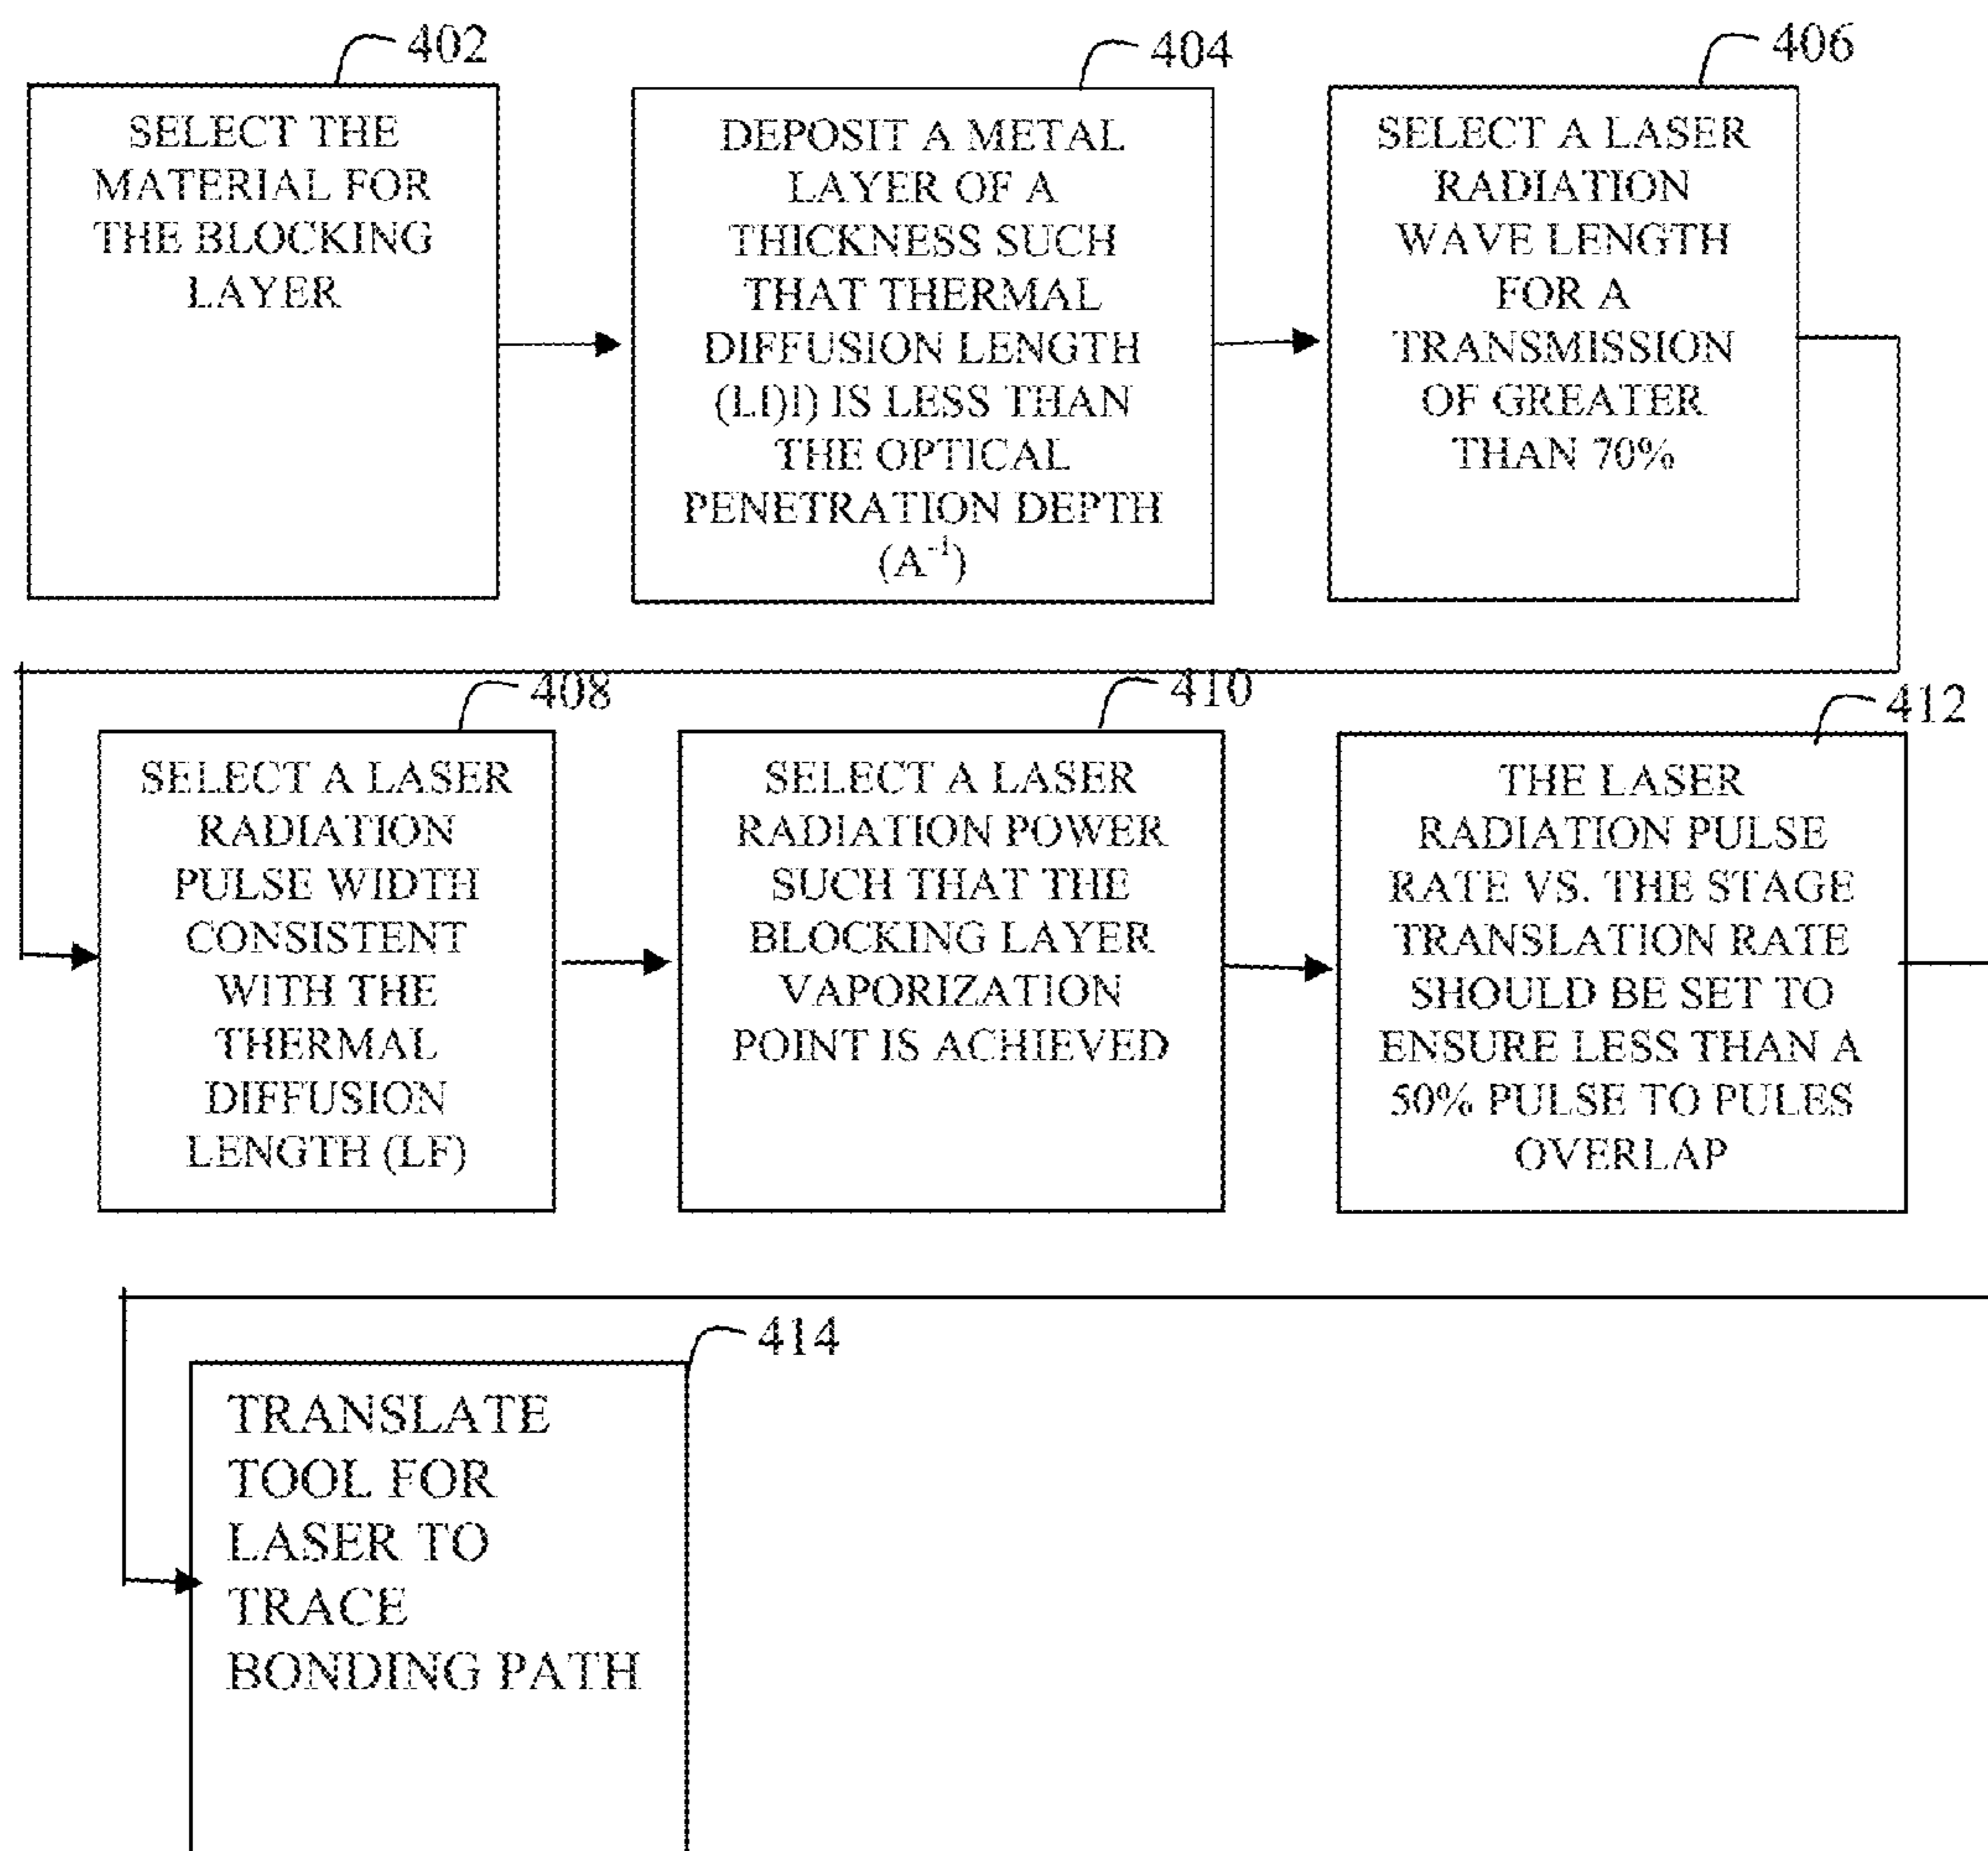 402
SELECT THE
MATERIAL FOR
THE BLOCKING
LAYER
404
DEPOSIT A METAL
LAYER OF A
THICKNESS SUCH
THAT THERMAL
DIFFUSION LENGTH
IS LESS THAN
THE OPTICAL
PENETRATION DEPTH
(A⁻¹)
406
SELECT A LASER
RADIATION
WAVE LENGTH
FOR A
TRANSMISSION
OF GREATER
THAN 70%
408
SELECT A LASER
RADIATION
PULSE WIDTH
CONSISTENT
WITH THE
THERMAL
DIFFUSION
LENGTH (LF)
410
SELECT A LASER
RADIATION POWER
SUCH THAT THE
BLOCKING LAYER
VAPORIZATION
POINT IS ACHIEVED
412
THE LASER
RADIATION PULSE
RATE VS. THE STAGE
TRANSLATION RATE
SHOULD BE SET TO
ENSURE LESS THAN A
50% PULSE TO PULES
OVERLAP
414
TRANSLATE
TOOL FOR
LASER TO
TRACE
BONDING PATH